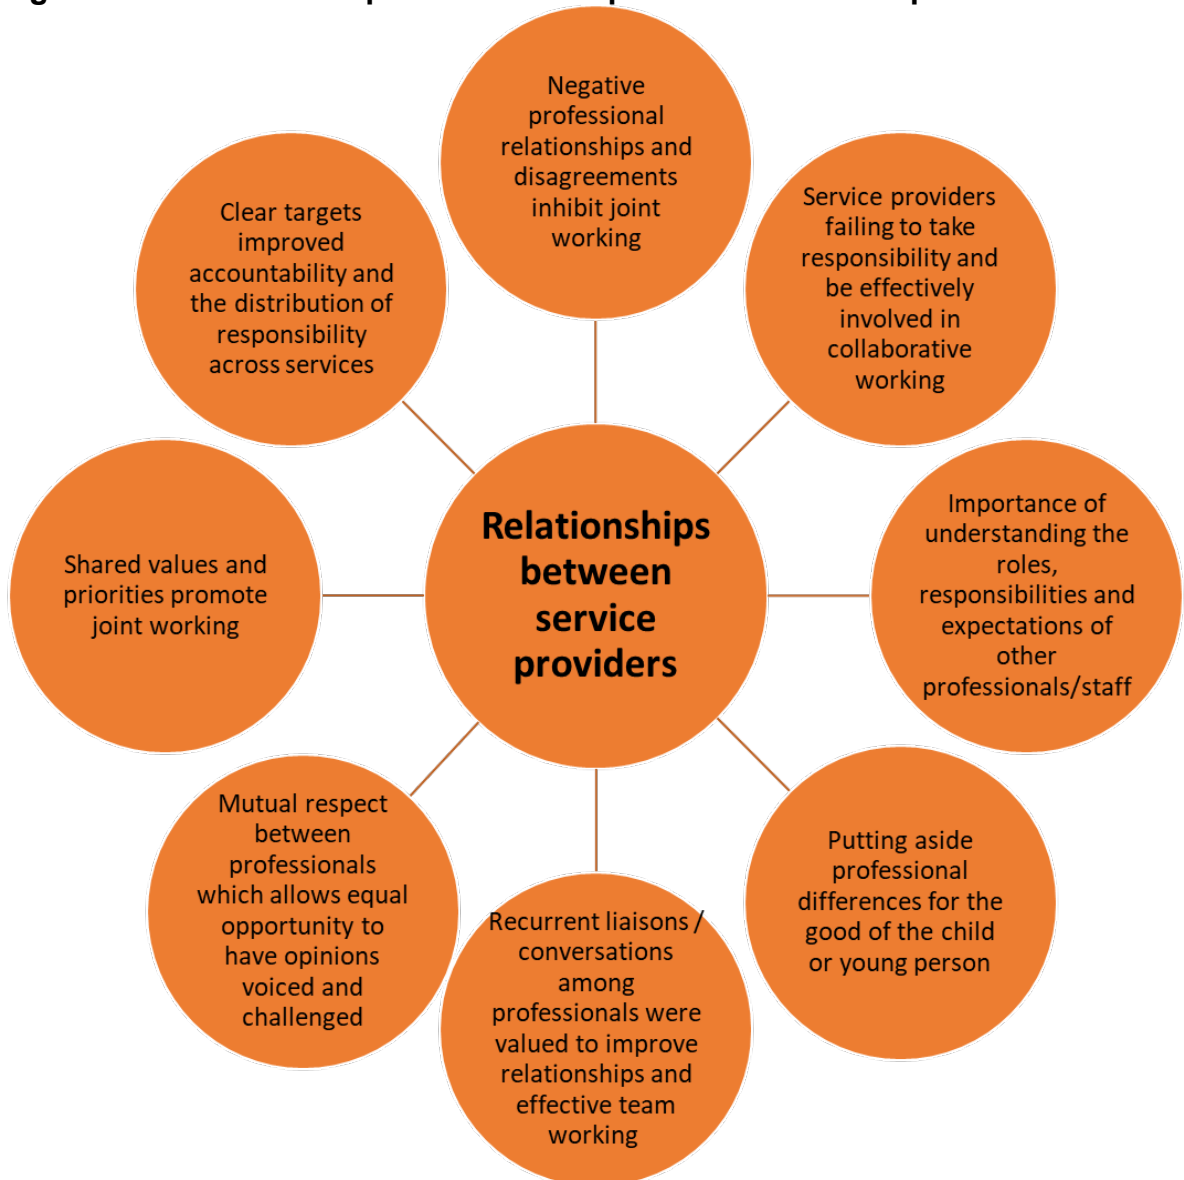 Negative
professional
relationships and
disagreements
inhibit joint
working
Service providers
failing to take
responsibility and
be effectively
involved in
collaborative
working
Importance of
understanding the
roles,
responsibilities and
expectations of
other
professionals/staff
Putting aside
professional
differences for the
good of the child
or young person
Recurrent liaisons /
conversations
among
professionals were
valued to improve
relationships and
effective team
working
Mutual respect
between
professionals
which allows equal
opportunity to
have opinions
voiced and
challenged
Shared values and
priorities promote
joint working
Clear targets
improved
accountability and
the distribution of
responsibility
across services
Relationships
between
service
providers